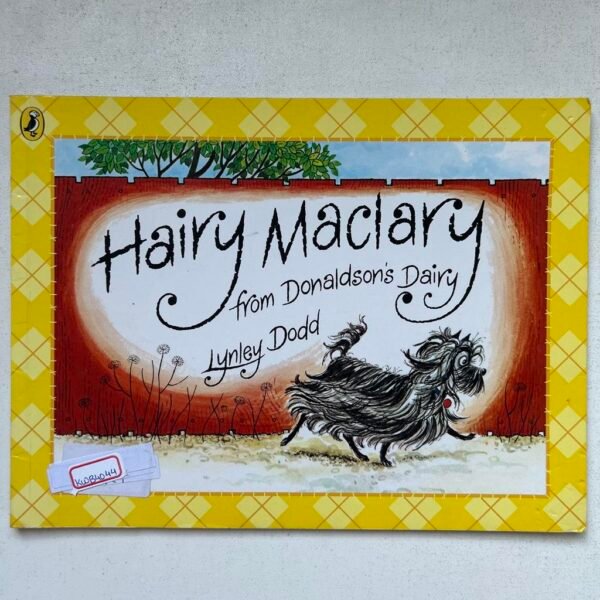 Hairy Maclary
from Donaldson's Dairy
Lynley Dodd